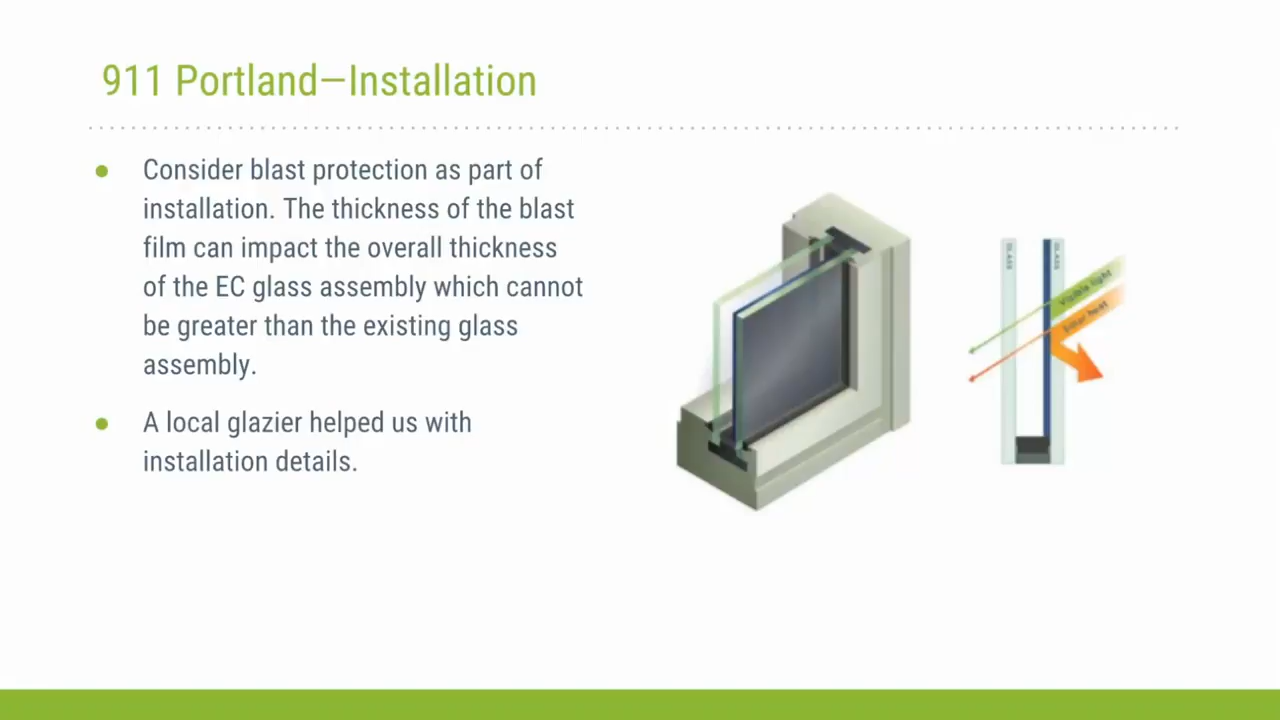 911 Portland—Installation
● Consider blast protection as part of
installation. The thickness of the blast
film can impact the overall thickness
of the EC glass assembly which cannot
be greater than the existing glass
assembly.
● A local glazier helped us with
installation details.
GLASS
GLASS
Visible light
Solar heat